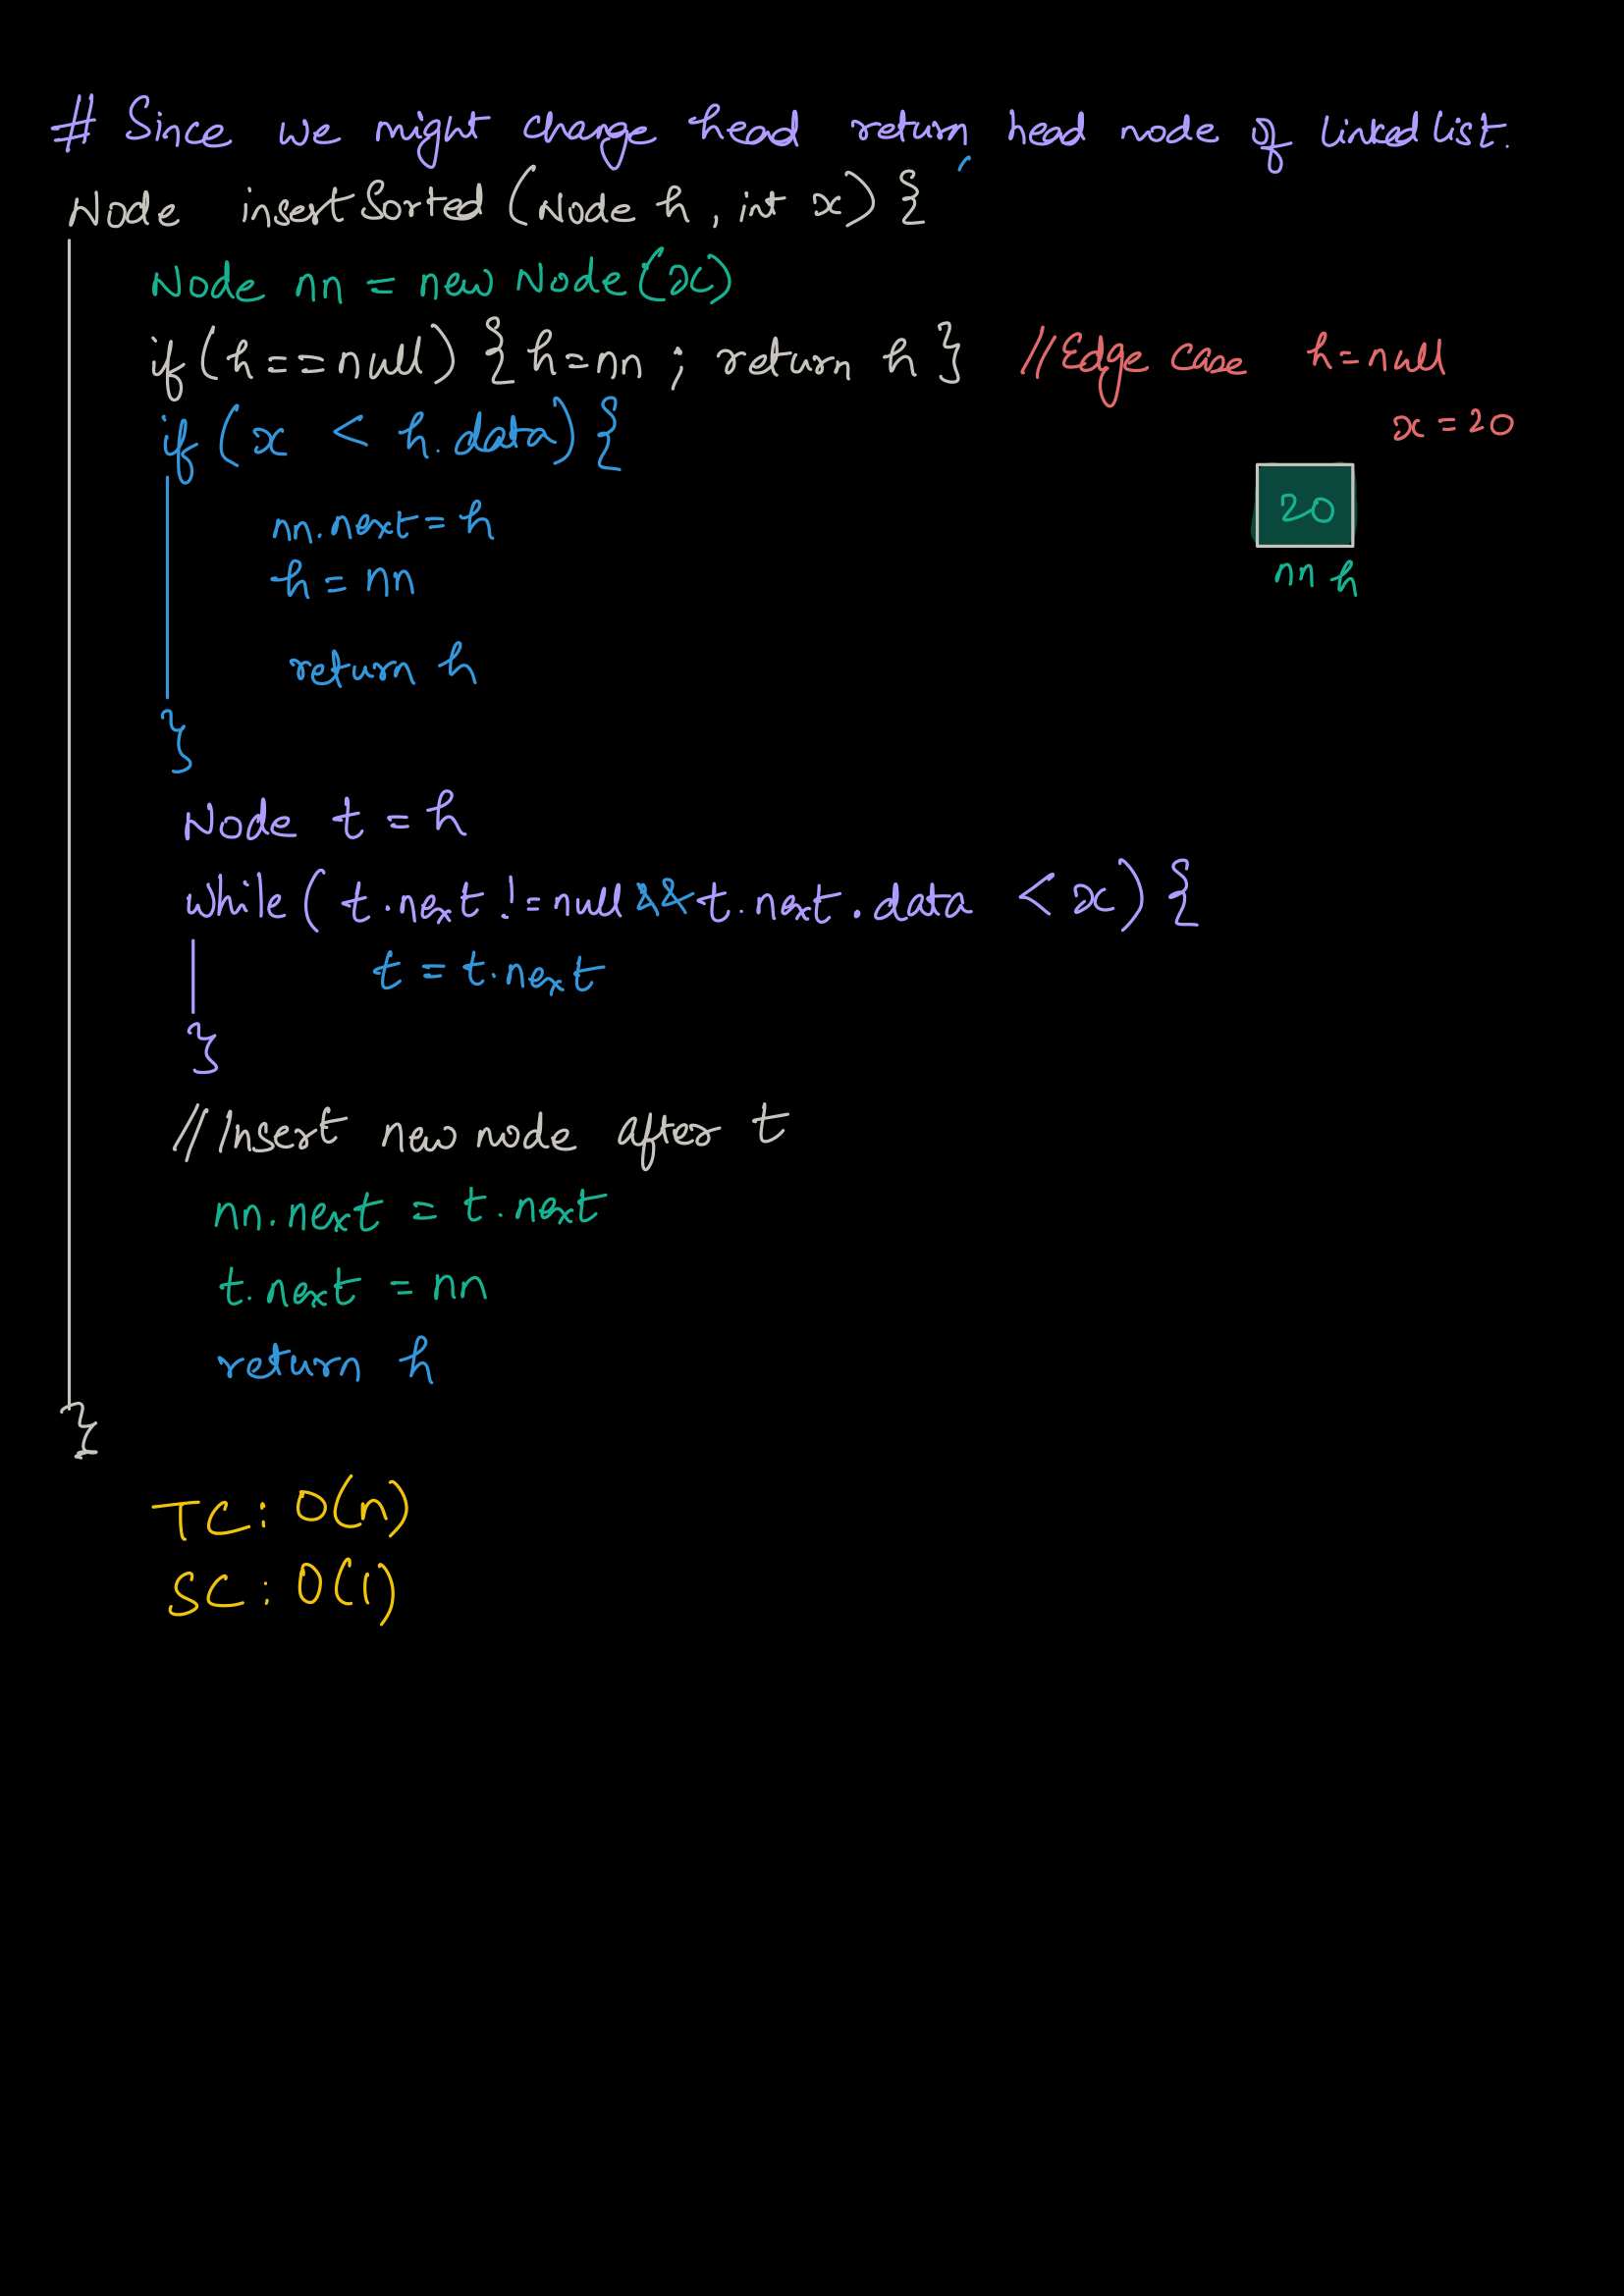 # Since we might change head return head node of linked list.
Node insertSorted (Node h, int x) {
Node nn = new Node(x)
if (h == null) { h=nn ; return h } //Edge case h=null
x=20
if (x < h.data) {
20
nn h
nn.next = h
h = nn
return h
}
Node t = h
while ( t.next != null && t.next.data < x) {
t = t.next
}
//Insert new node after t
nn.next = t.next
t.next = nn
return h
}
TC: O(n)
SC: O(1)